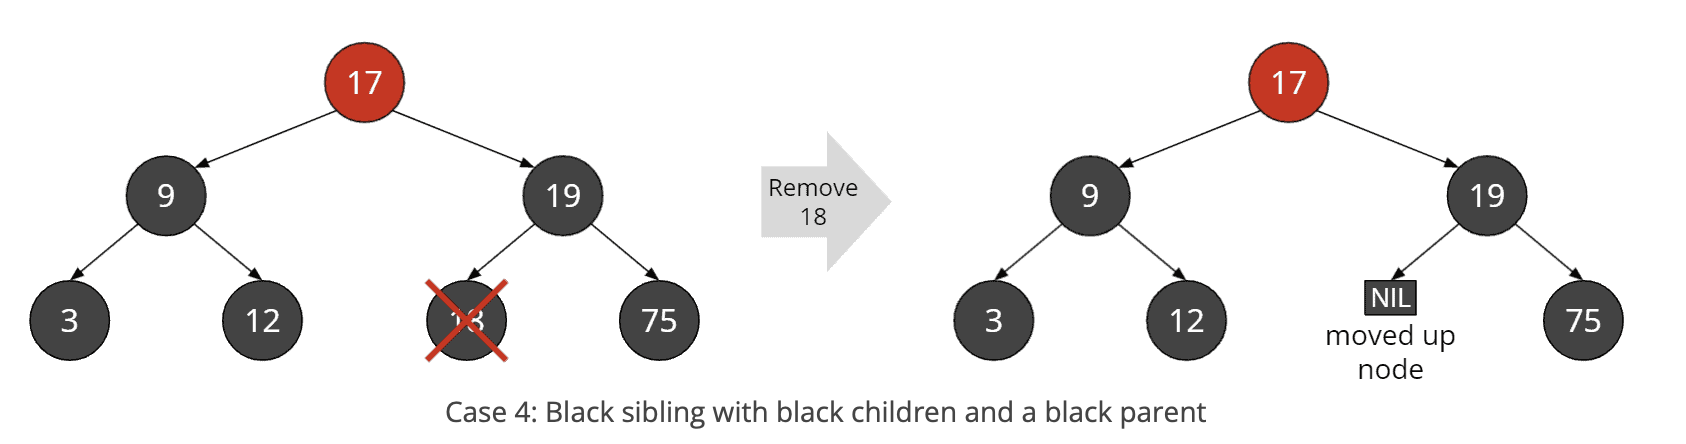 17
17
9
19
Remove
18
9
19
3
12
18
75
3
12
NIL
75
moved up
node
Case 4: Black sibling with black children and a black parent